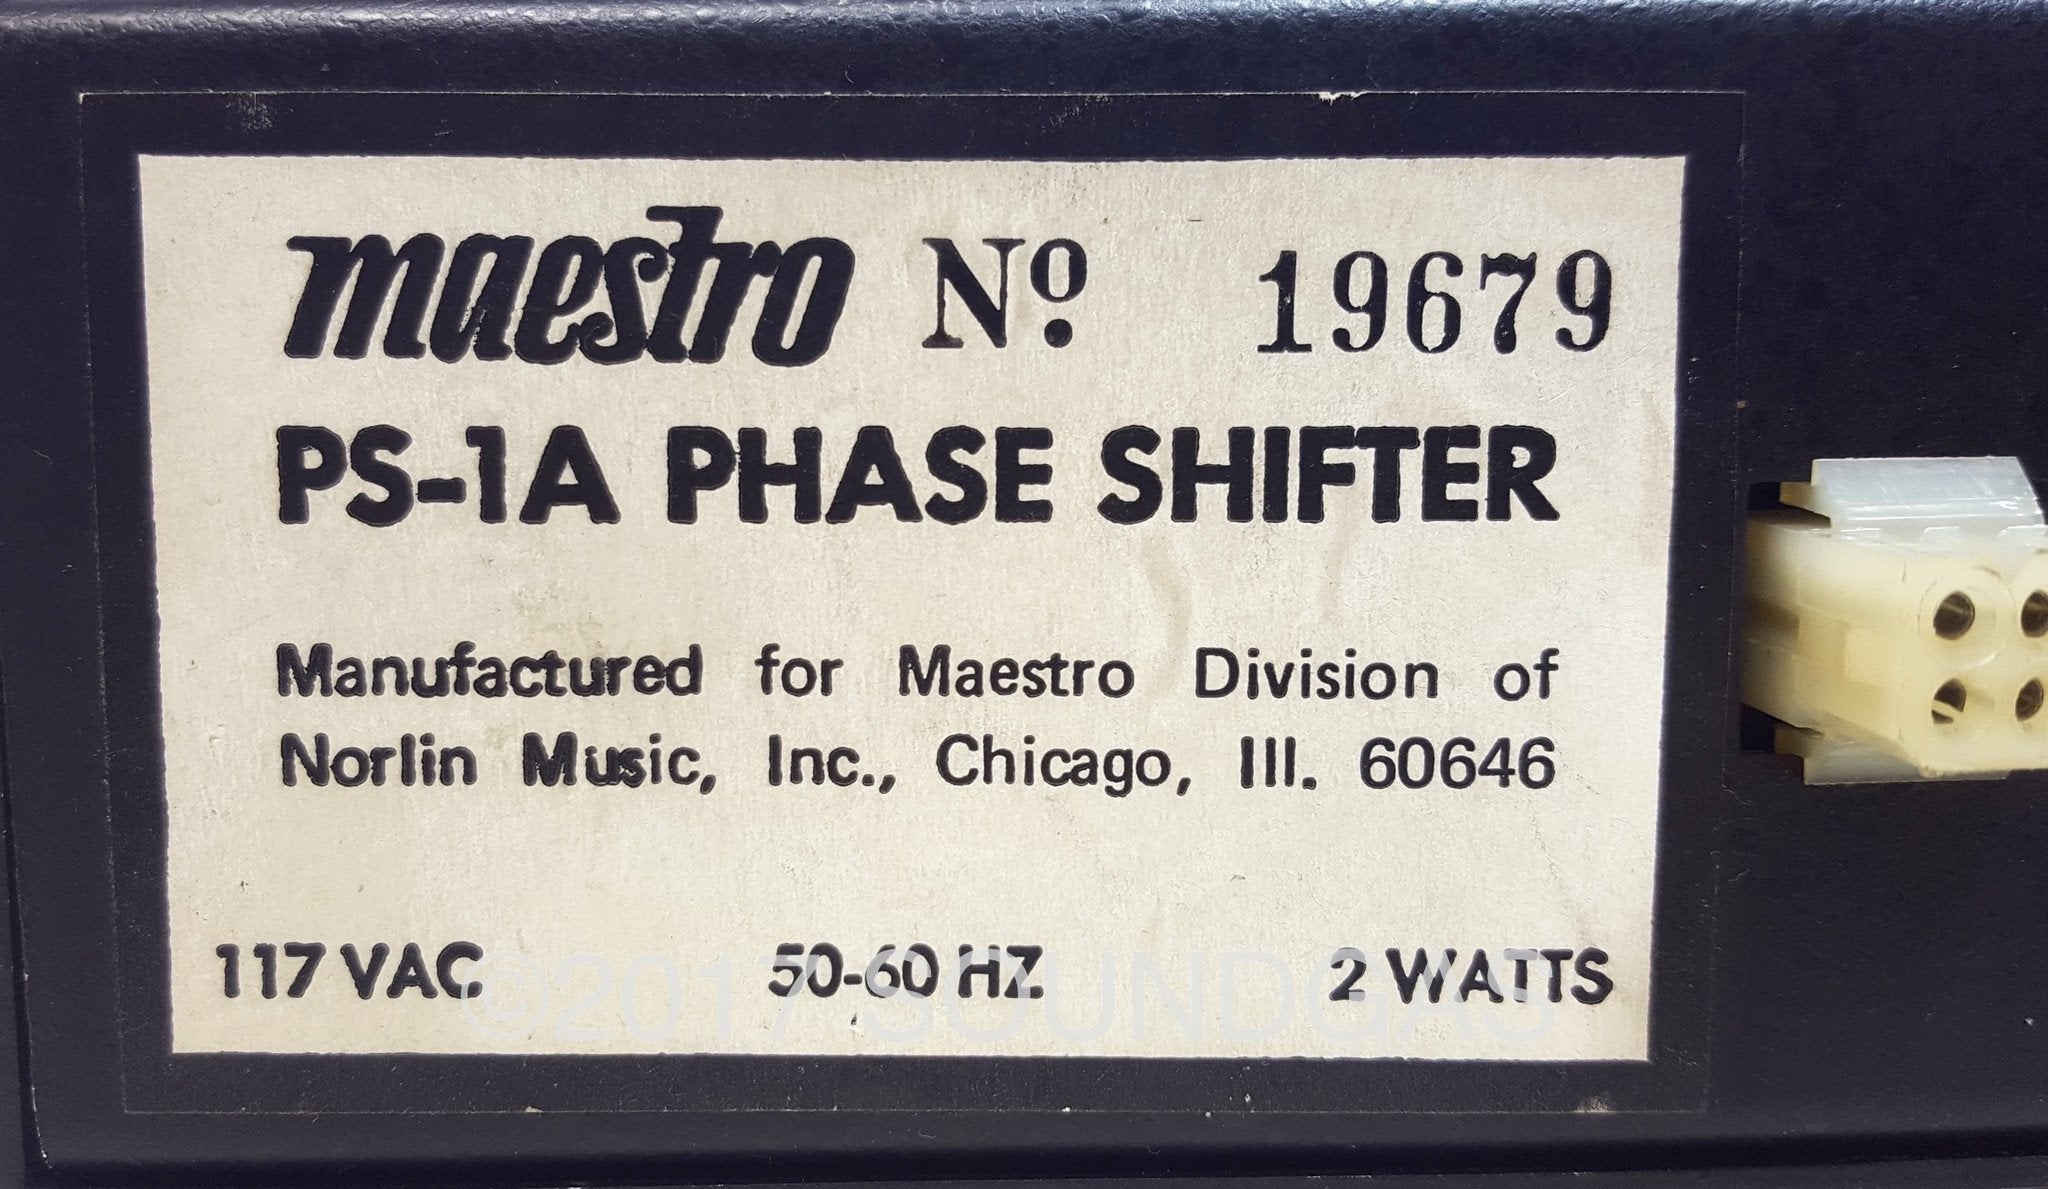 maestro Nº 19679
PS-1A PHASE SHIFTER
Manufactured for Maestro Division of
Norlin Music, Inc., Chicago, Ill. 60646
117 VAC 50-60 HZ 2 WATTS
©2017 SOUNDGAS